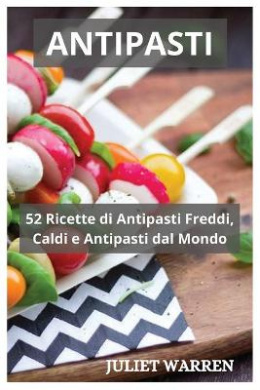 ANTIPASTI
52 Ricette di Antipasti Freddi,
Caldi e Antipasti dal Mondo
JULIET WARREN